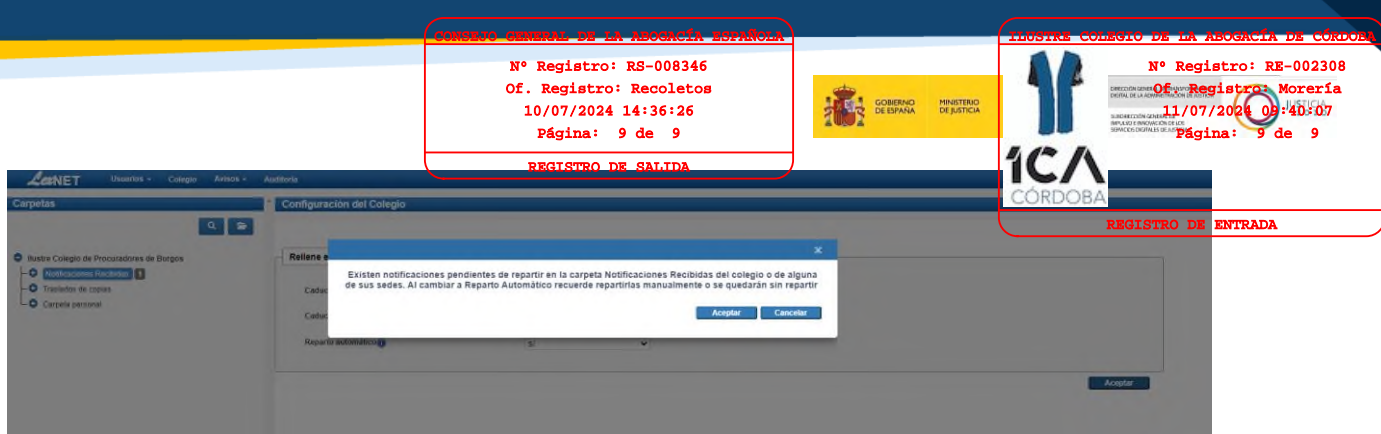 CONSEJO GENERAL DE LA ABOGACÍA ESPAÑOLA
Nº Registro: RS-008346
Of. Registro: Recoletos
10/07/2024 14:36:26
Página: 9 de 9
REGISTRO DE SALIDA
GOBIERNO DE ESPAÑA
MINISTERIO DE JUSTICIA
ILUSTRE COLEGIO DE LA ABOGACÍA DE CÓRDOBA
Nº Registro: RE-002308
Of. Registro: Morería
11/07/2024 09:40:07
Página: 9 de 9
ICA
CÓRDOBA
REGISTRO DE ENTRADA
LexNET Usuarios Colegio Avisos Auditoría
Carpetas
Configuración del Colegio
Ilustre Colegio de Procuradores de Burgos
Notificaciones Recibidas
Traslados de copias
Carpeta personal
Rellene
Existen notificaciones pendientes de repartir en la carpeta Notificaciones Recibidas del colegio o de alguna
de sus sedes. Al cambiar a Reparto Automático recuerde repartirlas manualmente o se quedarán sin repartir
Aceptar Cancelar
Reparto automático
Aceptar